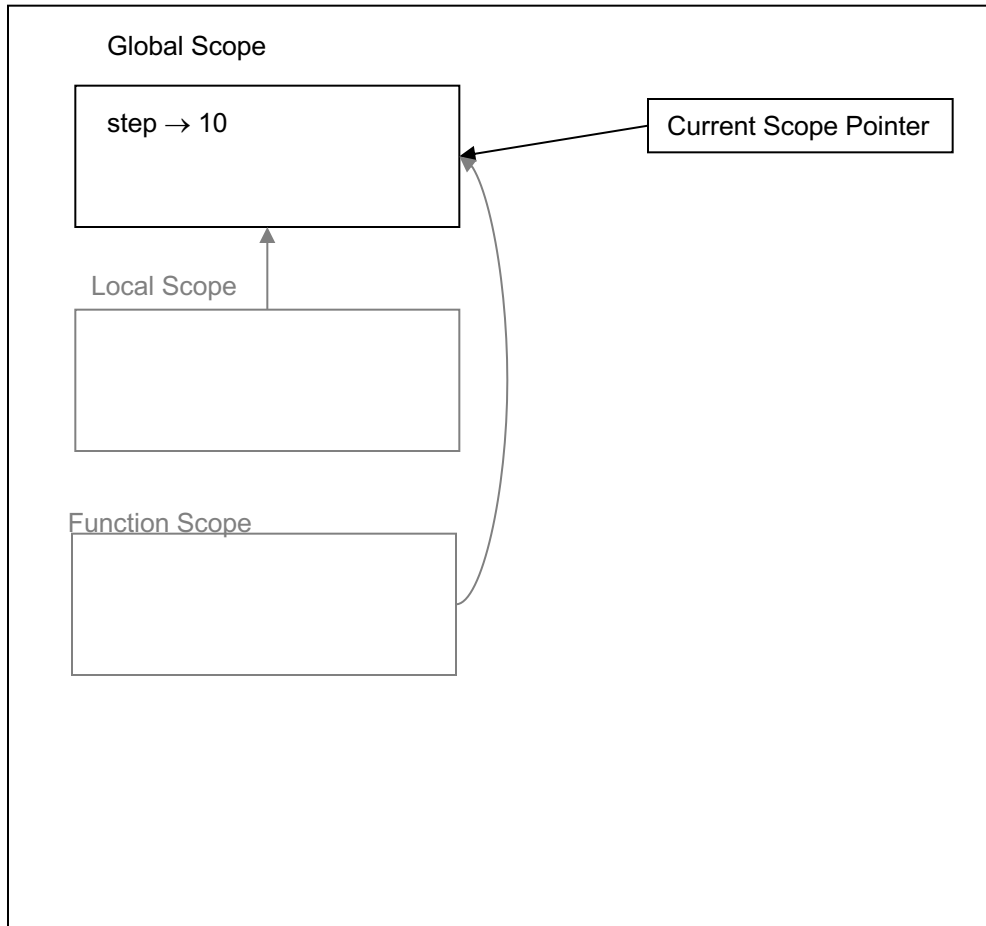 Global Scope
step → 10
Current Scope Pointer
Local Scope
Function Scope